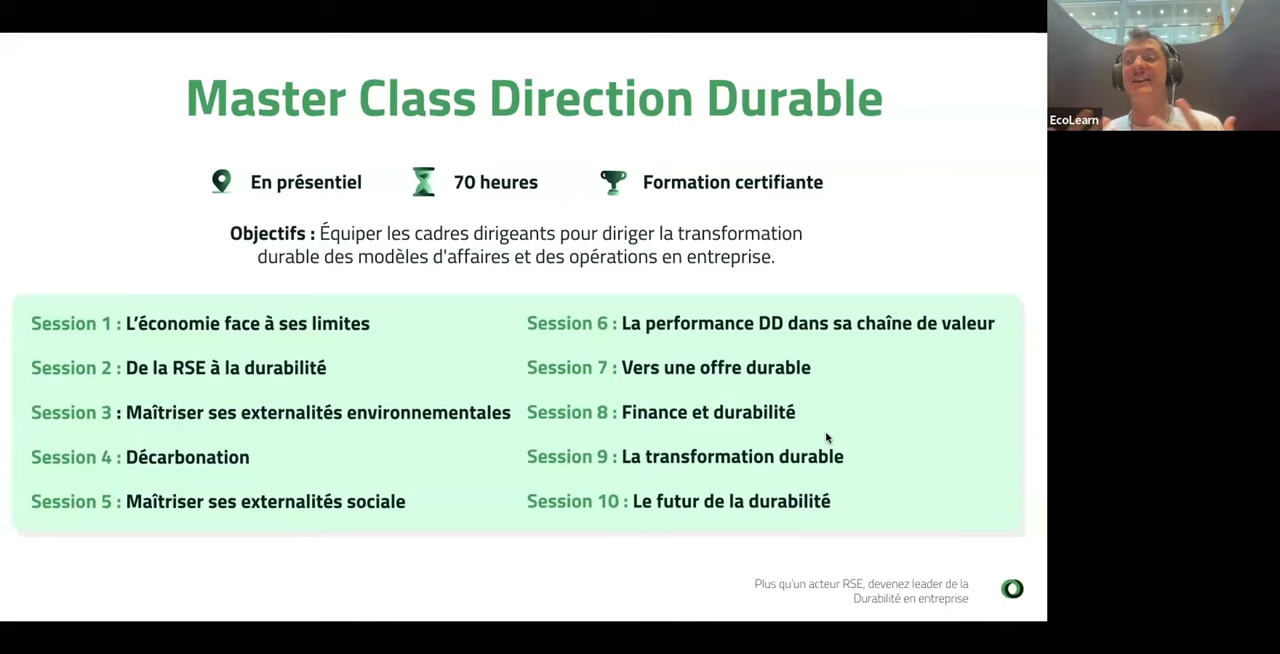 Master Class Direction Durable
En présentiel
70 heures
Formation certifiante
Objectifs : Équiper les cadres dirigeants pour diriger la transformation
durable des modèles d'affaires et des opérations en entreprise.
Session 1 : L'économie face à ses limites
Session 2 : De la RSE à la durabilité
Session 3 : Maîtriser ses externalités environnementales
Session 4 : Décarbonation
Session 5 : Maîtriser ses externalités sociale
Session 6 : La performance DD dans sa chaîne de valeur
Session 7 : Vers une offre durable
Session 8 : Finance et durabilité
Session 9 : La transformation durable
Session 10 : Le futur de la durabilité
Plus qu'un acteur RSE, devenez leader de la
Durabilité en entreprise
EcoLearn